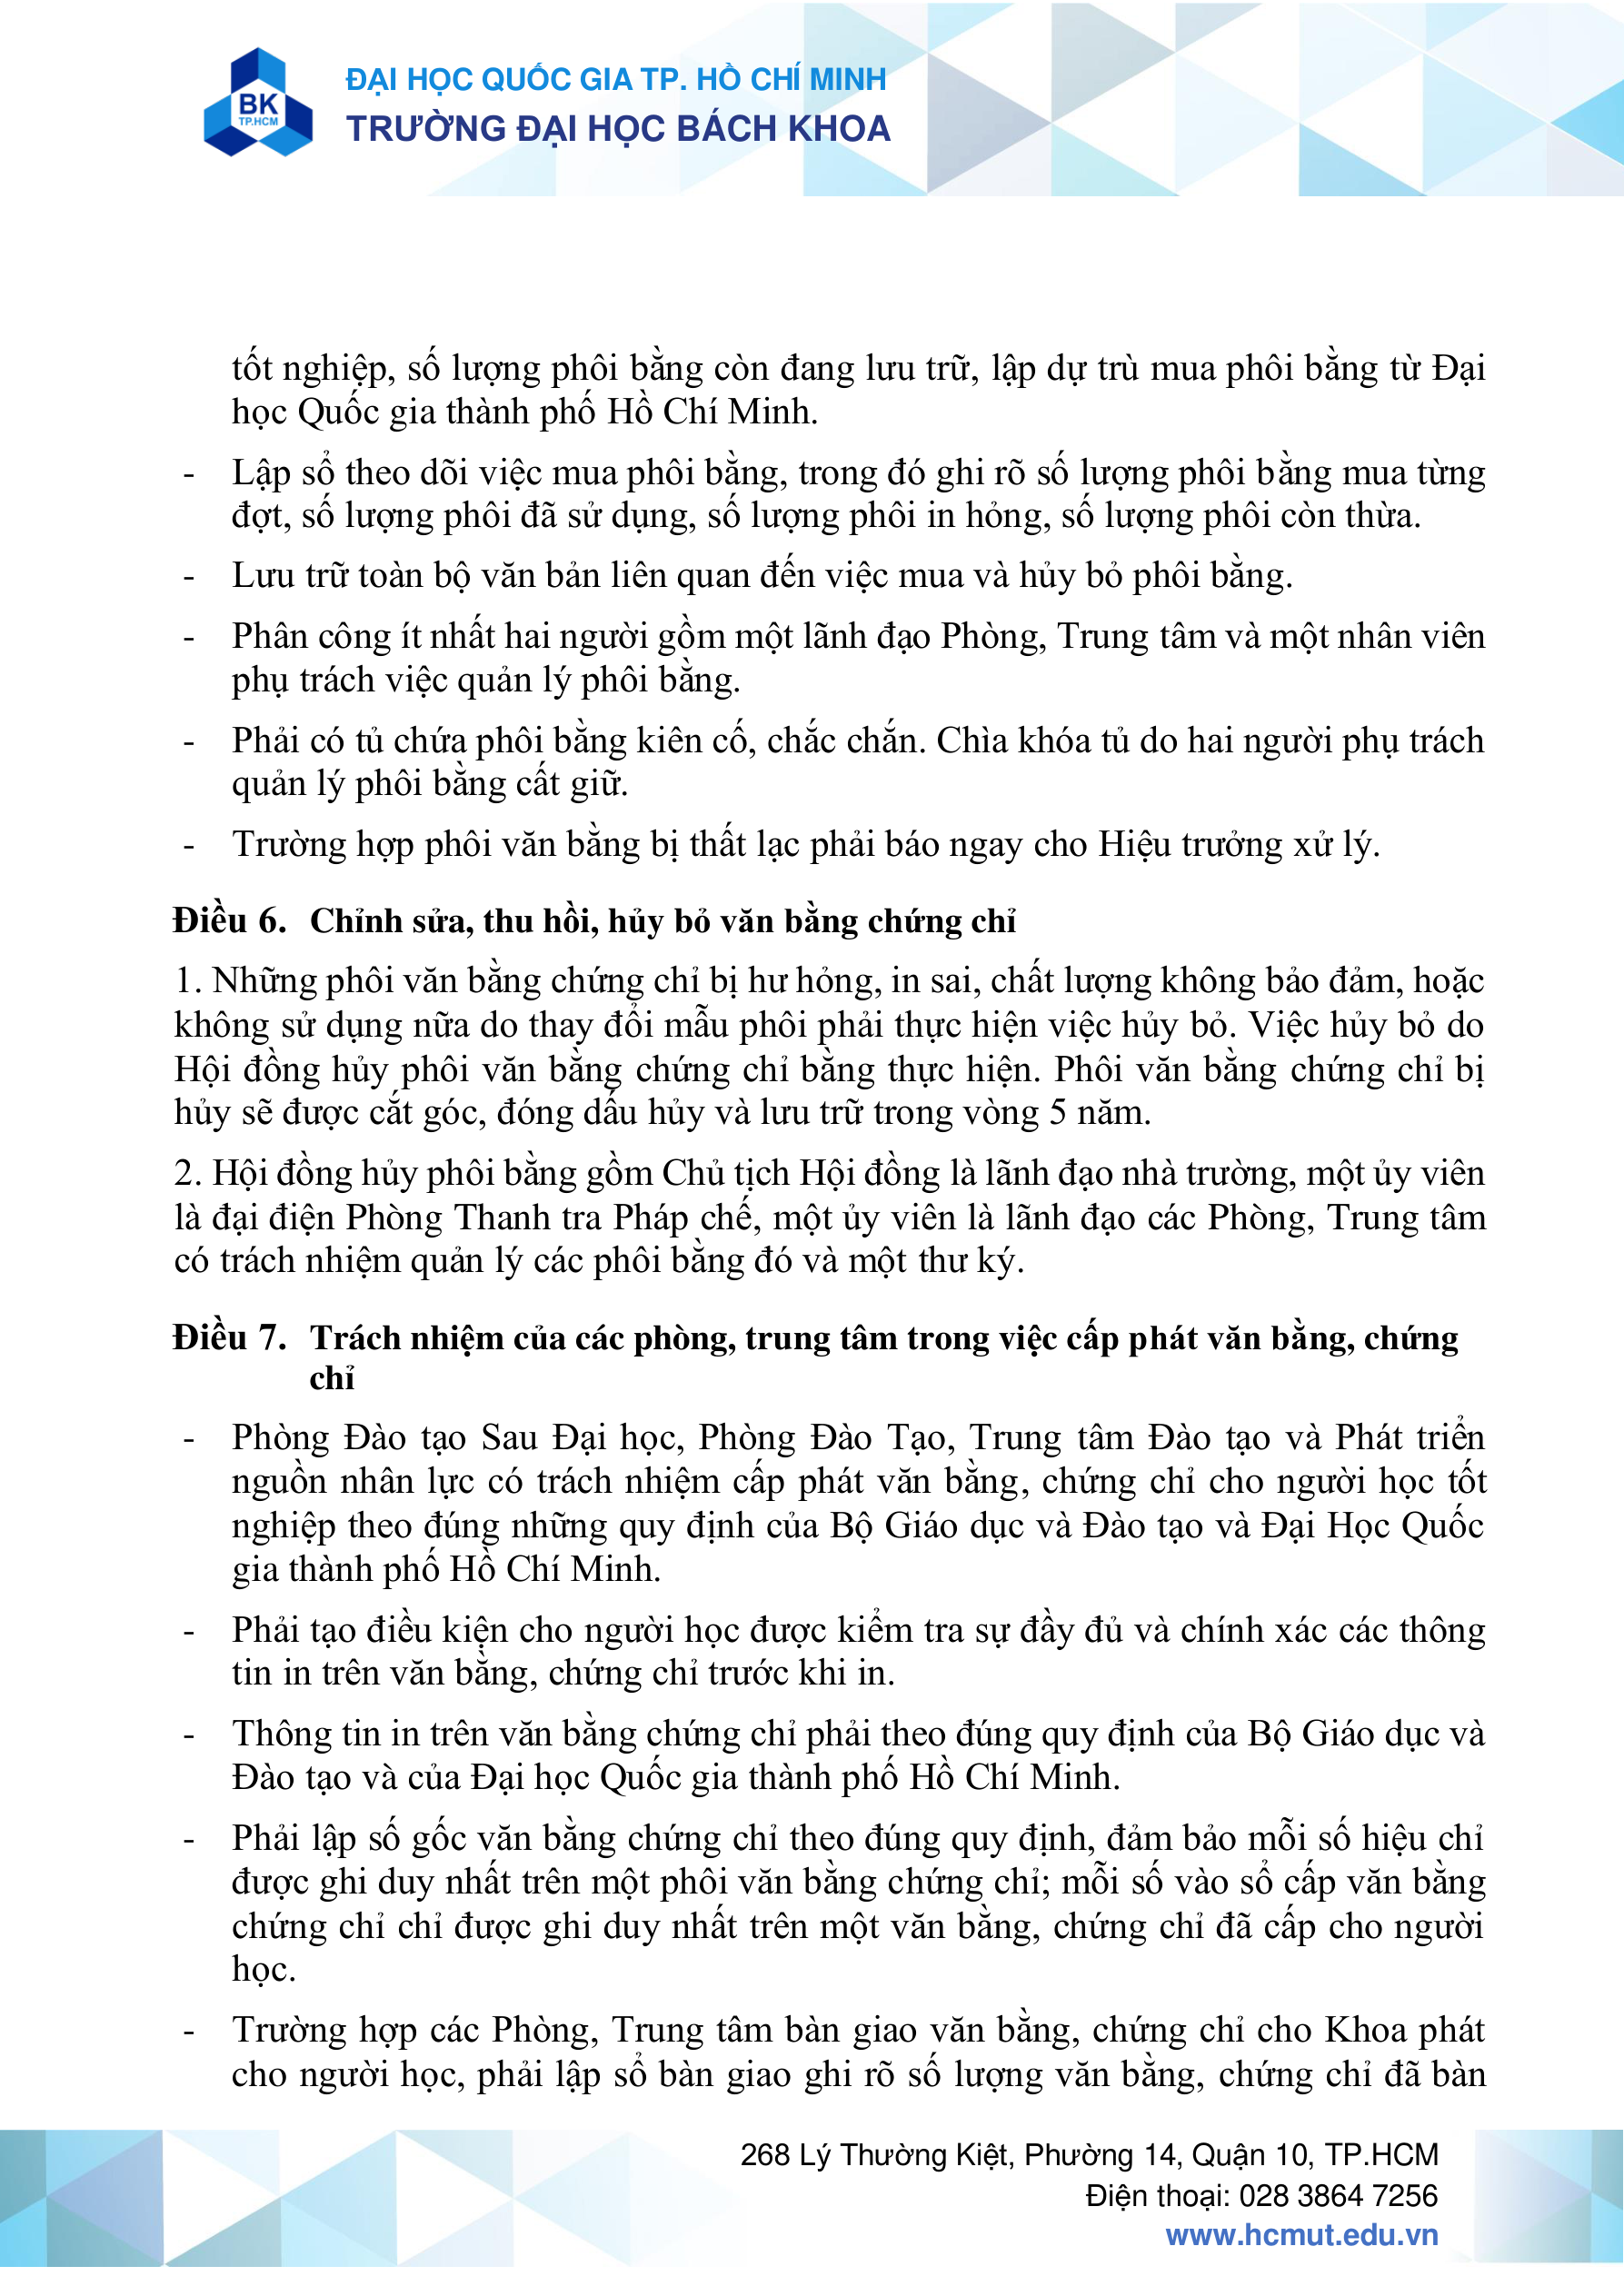 BK
TP.HCM
ĐẠI HỌC QUỐC GIA TP. HỒ CHÍ MINH
TRƯỜNG ĐẠI HỌC BÁCH KHOA
tốt nghiệp, số lượng phôi bằng còn đang lưu trữ, lập dự trù mua phôi bằng từ Đại
học Quốc gia thành phố Hồ Chí Minh.
- Lập sổ theo dõi việc mua phôi bằng, trong đó ghi rõ số lượng phôi bằng mua từng
đợt, số lượng phôi đã sử dụng, số lượng phôi in hỏng, số lượng phôi còn thừa.
- Lưu trữ toàn bộ văn bản liên quan đến việc mua và hủy bỏ phôi bằng.
- Phân công ít nhất hai người gồm một lãnh đạo Phòng, Trung tâm và một nhân viên
phụ trách việc quản lý phôi bằng.
- Phải có tủ chứa phôi bằng kiên cố, chắc chắn. Chìa khóa tủ do hai người phụ trách
quản lý phôi bằng cất giữ.
- Trường hợp phôi văn bằng bị thất lạc phải báo ngay cho Hiệu trưởng xử lý.
Điều 6. Chỉnh sửa, thu hồi, hủy bỏ văn bằng chứng chỉ
1. Những phôi văn bằng chứng chỉ bị hư hỏng, in sai, chất lượng không bảo đảm, hoặc
không sử dụng nữa do thay đổi mẫu phôi phải thực hiện việc hủy bỏ. Việc hủy bỏ do
Hội đồng hủy phôi văn bằng chứng chỉ bằng thực hiện. Phôi văn bằng chứng chỉ bị
hủy sẽ được cắt góc, đóng dấu hủy và lưu trữ trong vòng 5 năm.
2. Hội đồng hủy phôi bằng gồm Chủ tịch Hội đồng là lãnh đạo nhà trường, một ủy viên
là đại điện Phòng Thanh tra Pháp chế, một ủy viên là lãnh đạo các Phòng, Trung tâm
có trách nhiệm quản lý các phôi bằng đó và một thư ký.
Điều 7. Trách nhiệm của các phòng, trung tâm trong việc cấp phát văn bằng, chứng
chỉ
- Phòng Đào tạo Sau Đại học, Phòng Đào Tạo, Trung tâm Đào tạo và Phát triển
nguồn nhân lực có trách nhiệm cấp phát văn bằng, chứng chỉ cho người học tốt
nghiệp theo đúng những quy định của Bộ Giáo dục và Đào tạo và Đại Học Quốc
gia thành phố Hồ Chí Minh.
- Phải tạo điều kiện cho người học được kiểm tra sự đầy đủ và chính xác các thông
tin in trên văn bằng, chứng chỉ trước khi in.
- Thông tin in trên văn bằng chứng chỉ phải theo đúng quy định của Bộ Giáo dục và
Đào tạo và của Đại học Quốc gia thành phố Hồ Chí Minh.
- Phải lập số gốc văn bằng chứng chỉ theo đúng quy định, đảm bảo mỗi số hiệu chỉ
được ghi duy nhất trên một phôi văn bằng chứng chỉ; mỗi số vào sổ cấp văn bằng
chứng chỉ chỉ được ghi duy nhất trên một văn bằng, chứng chỉ đã cấp cho người
học.
- Trường hợp các Phòng, Trung tâm bàn giao văn bằng, chứng chỉ cho Khoa phát
cho người học, phải lập sổ bàn giao ghi rõ số lượng văn bằng, chứng chỉ đã bàn
268 Lý Thường Kiệt, Phường 14, Quận 10, TP.HCM
Điện thoại: 028 3864 7256
www.hcmut.edu.vn